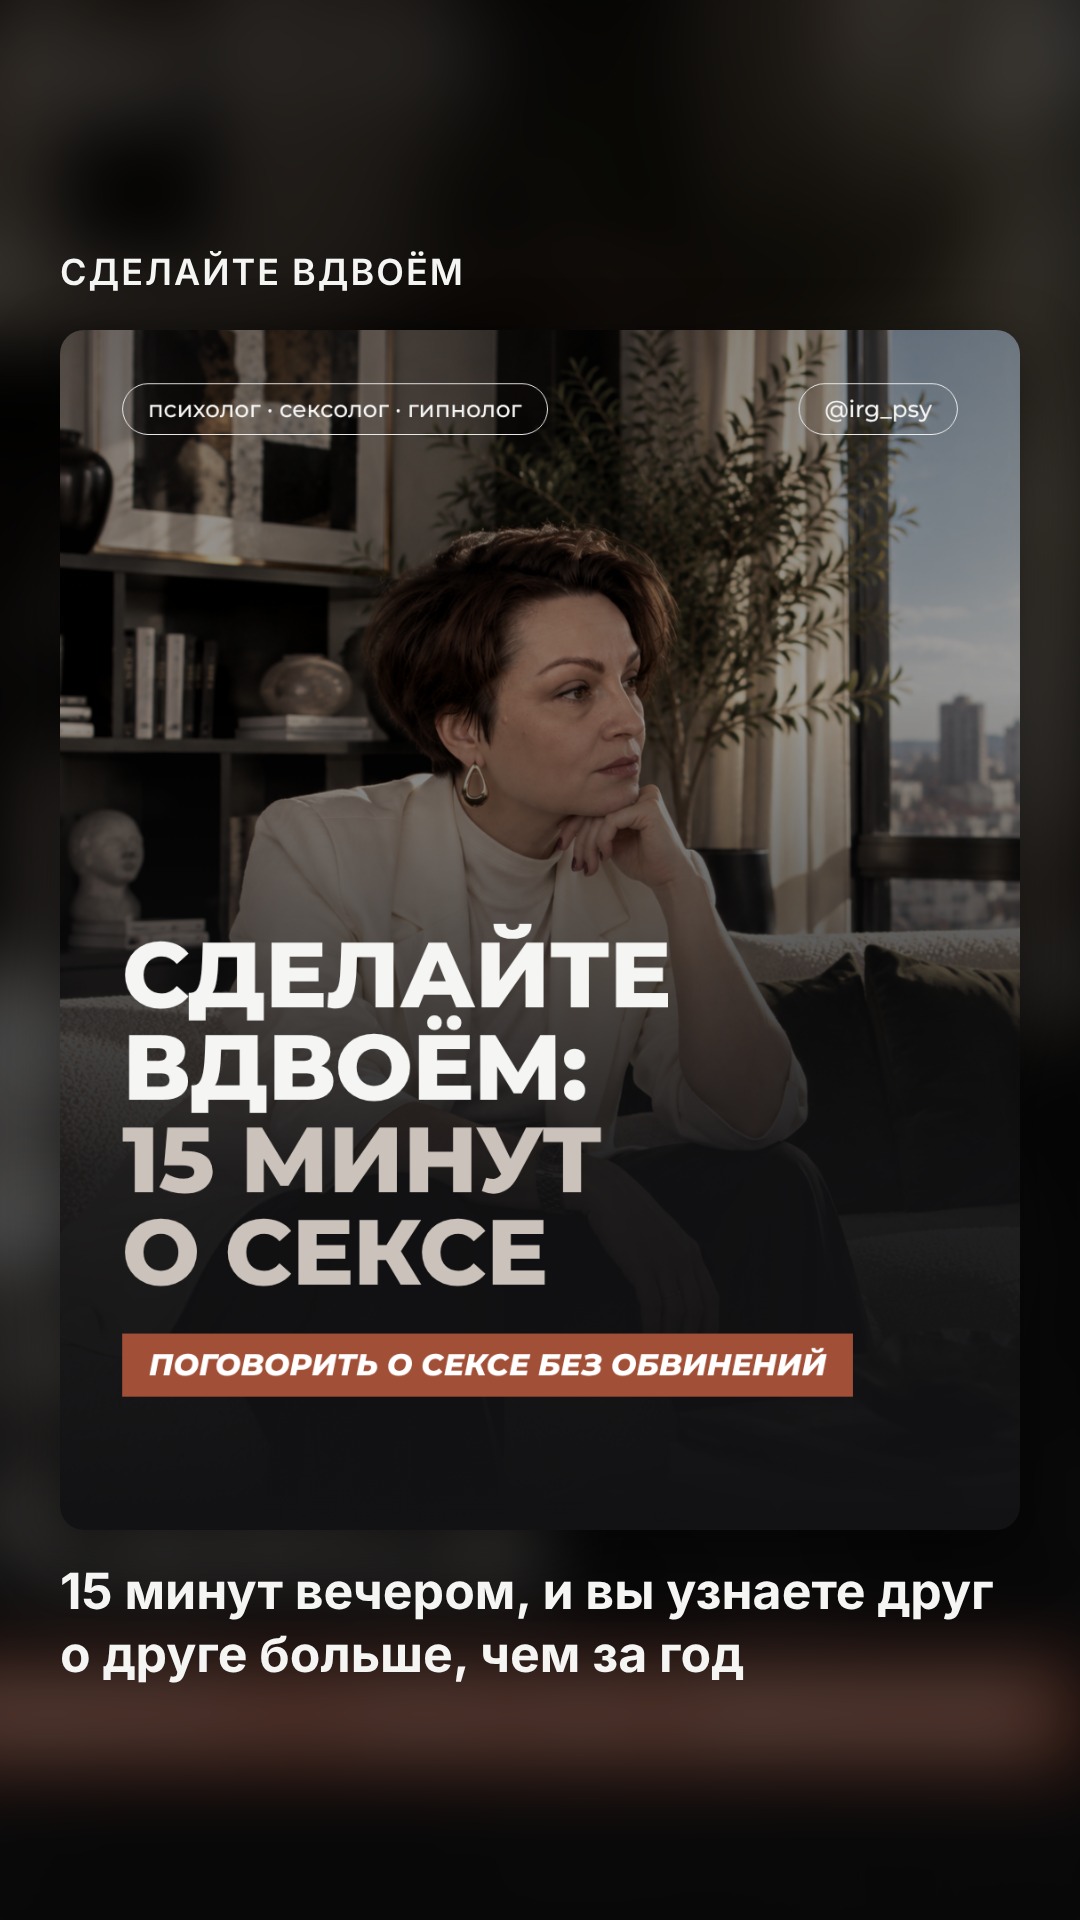 СДЕЛАЙТЕ ВДВОЁМ
психолог · сексолог · гипнолог
@irg_psy
СДЕЛАЙТЕ
ВДВОЁМ:
15 МИНУТ
О СЕКСЕ
ПОГОВОРИТЬ О СЕКСЕ БЕЗ ОБВИНЕНИЙ
15 минут вечером, и вы узнаете друг
о друге больше, чем за год